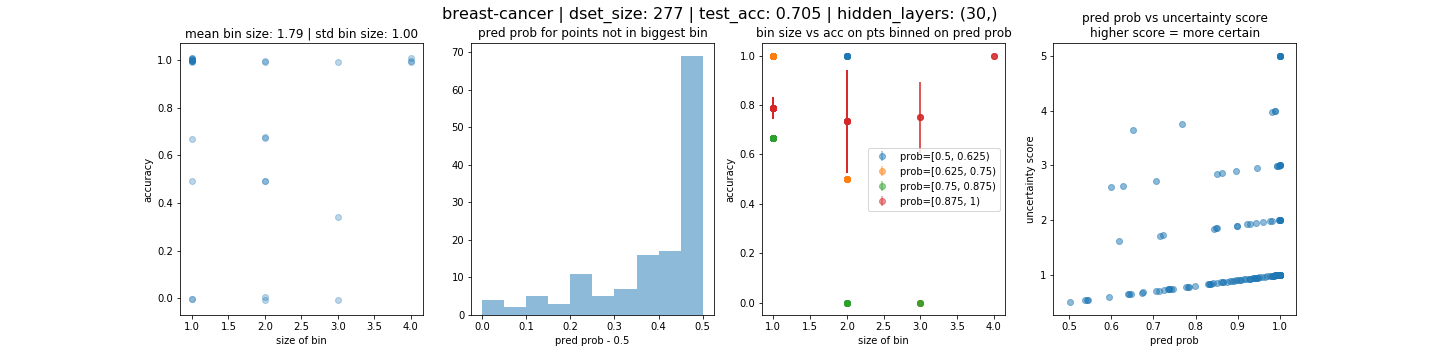 breast-cancer | dset_size: 277 | test_acc: 0.705 | hidden_layers: (30,)
mean bin size: 1.79 | std bin size: 1.00
1.0
0.8
0.6
0.4
0.2
0.0
accuracy
1.0 1.5 2.0 2.5 3.0 3.5 4.0
size of bin
pred prob for points not in biggest bin
70
60
50
40
30
20
10
0
0.0 0.1 0.2 0.3 0.4 0.5
pred prob - 0.5
bin size vs acc on pts binned on pred prob
1.0
0.8
0.6
0.4
0.2
0.0
accuracy
prob=[0.5, 0.625)
prob=[0.625, 0.75)
prob=[0.75, 0.875)
prob=[0.875, 1)
1.0 1.5 2.0 2.5 3.0 3.5 4.0
size of bin
pred prob vs uncertainty score
higher score = more certain
5
4
3
2
1
uncertainty score
0.5 0.6 0.7 0.8 0.9 1.0
pred prob